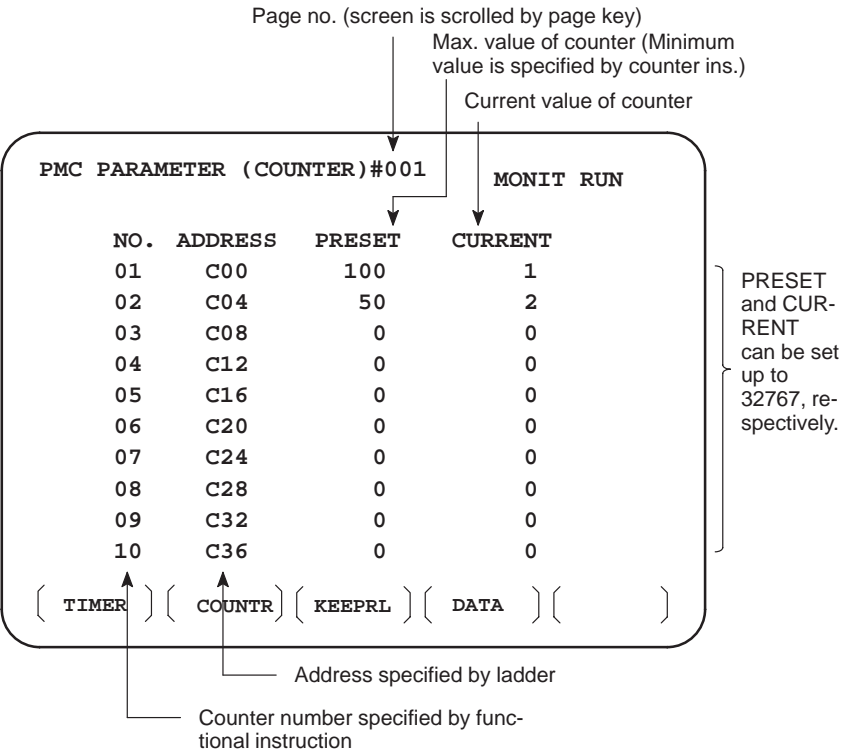 Page no. (screen is scrolled by page key)
Max. value of counter (Minimum
value is specified by counter ins.)
Current value of counter
PMC PARAMETER (COUNTER)#001
MONIT RUN
NO. ADDRESS PRESET CURRENT
01 C00 100 1
02 C04 50 2
03 C08 0 0
04 C12 0 0
05 C16 0 0
06 C20 0 0
07 C24 0 0
08 C28 0 0
09 C32 0 0
10 C36 0 0
PRESET
and CUR-
RENT
can be set
up to
32767, re-
spectively.
TIMER COUNTR KEEPRL DATA
Address specified by ladder
Counter number specified by func-
tional instruction